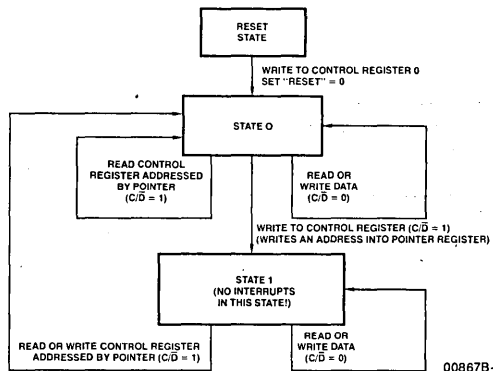 RESET
STATE
WRITE TO CONTROL REGISTER 0
SET "RESET" = 0
STATE O
READ CONTROL
REGISTER ADDRESSED
BY POINTER
(C/D̅ = 1)
READ OR
WRITE DATA
(C/D̅ = 0)
WRITE TO CONTROL REGISTER (C/D̅ = 1)
(WRITES AN ADDRESS INTO POINTER REGISTER)
STATE 1
(NO INTERRUPTS
IN THIS STATE!)
READ OR WRITE CONTROL REGISTER
ADDRESSED BY POINTER (C/D̅ = 1)
READ OR
WRITE DATA
(C/D̅ = 0)
00867B-